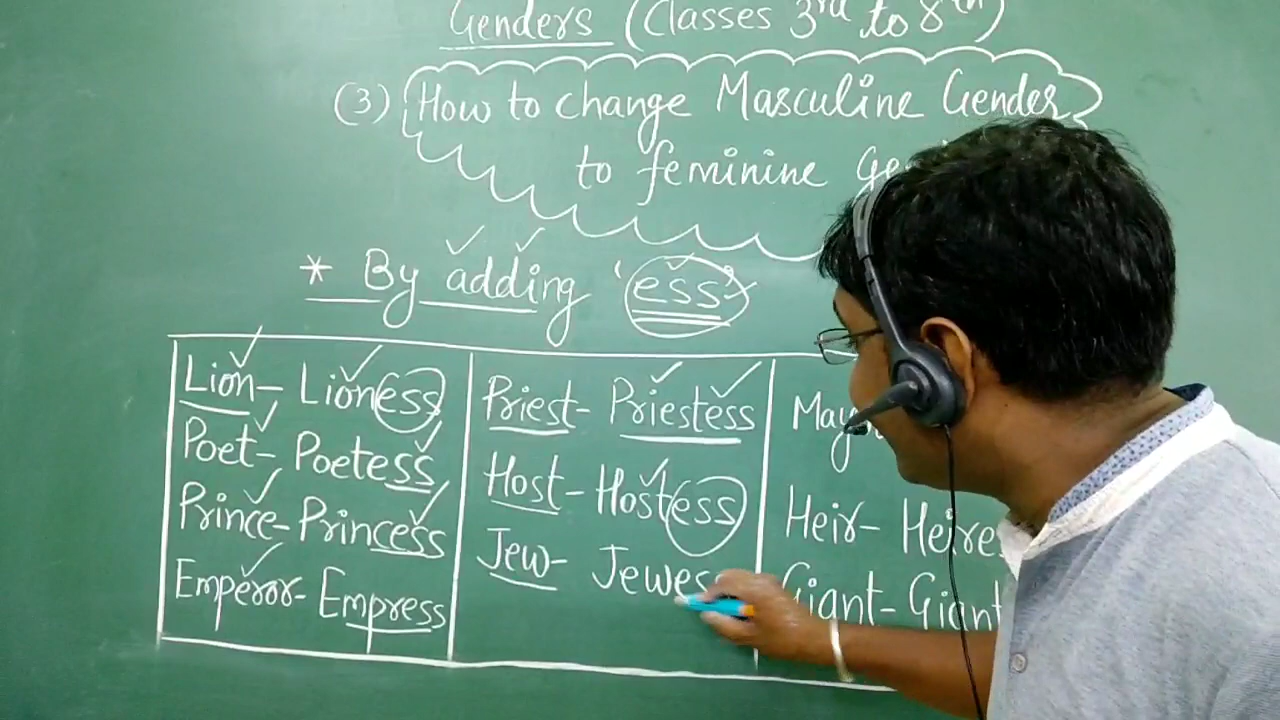 Genders (Classes 3rd to 8th)
(3) How to change Masculine Gender
to feminine
* By adding 'ess'
Lion- Lioness
Poet- Poetess
Prince- Princess
Emperor- Empress
Priest- Priestess
Host- Hostess
Jew- Jewess
Heir-
Giant-